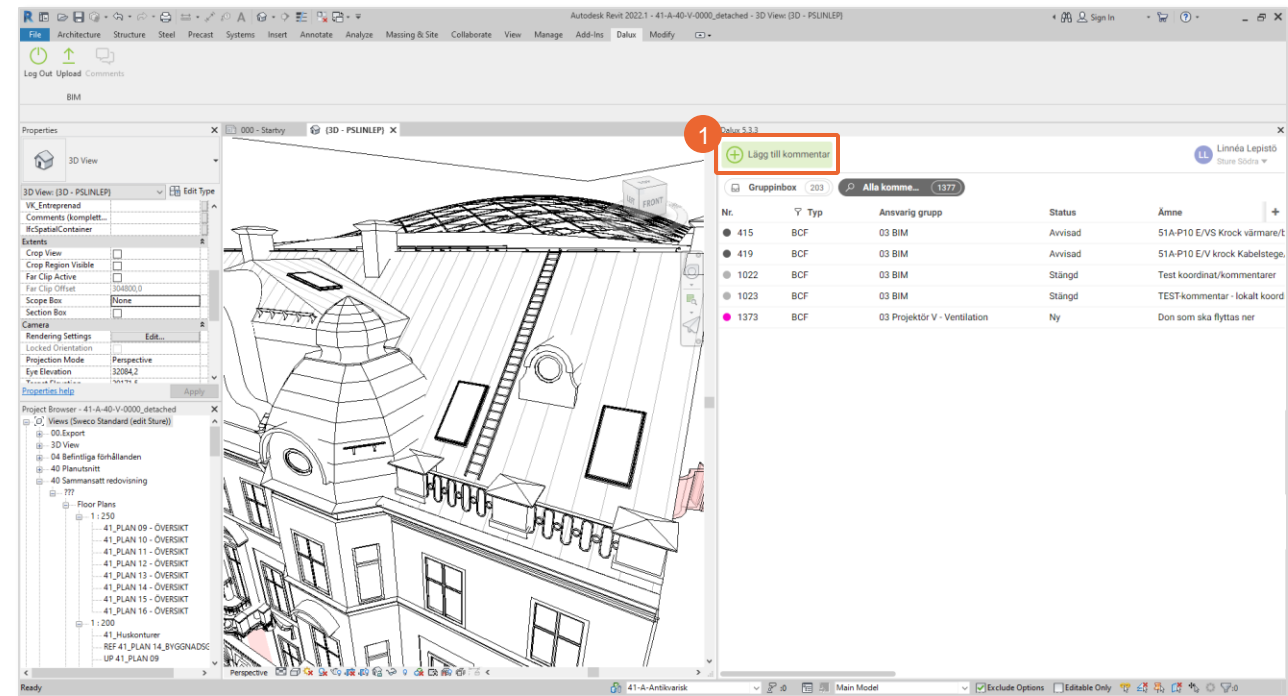 Autodesk Revit 2022.1 - 41-A-40-V-0000_detached - 3D View: {3D - PSLINLEP}
Sign In
File Architecture Structure Steel Precast Systems Insert Annotate Analyze Massing & Site Collaborate View Manage Add-Ins Dalux Modify
Log Out Upload Comments
BIM
Properties
000 - Startvy
{3D - PSLINLEP}
3D View
3D View: {3D - PSLINLEP} Edit Type
VK_Entreprenad
Comments (komplett...
IfcSpatialContainer
Extents
Crop View
Crop Region Visible
Far Clip Active
Far Clip Offset 304800,0
Scope Box None
Section Box
Camera
Rendering Settings Edit...
Locked Orientation
Projection Mode Perspective
Eye Elevation 32084,2
Properties help Apply
Project Browser - 41-A-40-V-0000_detached
Views (Sweco Standard (edit Sture))
00.Export
3D View
04 Befintliga förhållanden
40 Planutsnitt
40 Sammansatt redovisning
???
Floor Plans
1 : 250
41_PLAN 09 - ÖVERSIKT
41_PLAN 10 - ÖVERSIKT
41_PLAN 11 - ÖVERSIKT
41_PLAN 12 - ÖVERSIKT
41_PLAN 13 - ÖVERSIKT
41_PLAN 14 - ÖVERSIKT
41_PLAN 15 - ÖVERSIKT
41_PLAN 16 - ÖVERSIKT
1 : 200
41_Huskonturer
REF 41_PLAN 14_BYGGNADSG
UP 41_PLAN 09
FRONT
Perspective
1
Dalux 5.3.3
Lägg till kommentar
LL Linnéa Lepistö
Sture Södra
Gruppinbox 203 Alla komme... 1377
Nr. Typ Ansvarig grupp Status Ämne
415 BCF 03 BIM Avvisad 51A-P10 E/VS Krock värmare/b
419 BCF 03 BIM Avvisad 51A-P10 E/V krock Kabelstege,
1022 BCF 03 BIM Stängd Test koordinat/kommentarer
1023 BCF 03 BIM Stängd TEST-kommentar - lokalt koord
1373 BCF 03 Projektör V - Ventilation Ny Don som ska flyttas ner
Ready
41-A-Antikvarisk :0 Main Model Exclude Options Editable Only :0